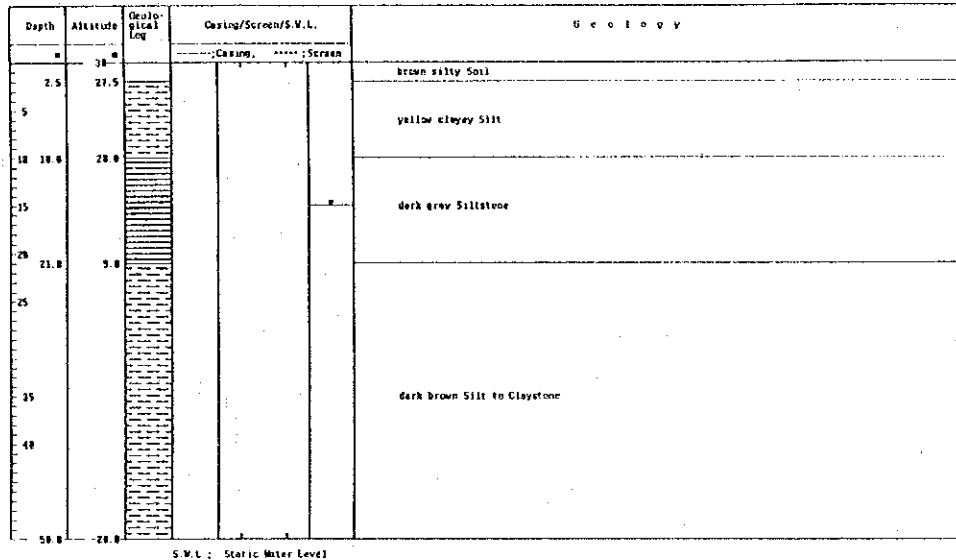 Depth Altitude Geolo-gical Log Casing/Screen/S.W.L. G e o l o g y
m m -----;Casing, *****;Screen
30
brown silty Soil
2.5 27.5
5 yellow clayey Silt
10 10.0 20.0
15 dark grey Siltstone
20
21.0 9.0
25
35 dark brown Silt to Claystone
40
50.0 -20.0
S.W.L ; Static Water Level